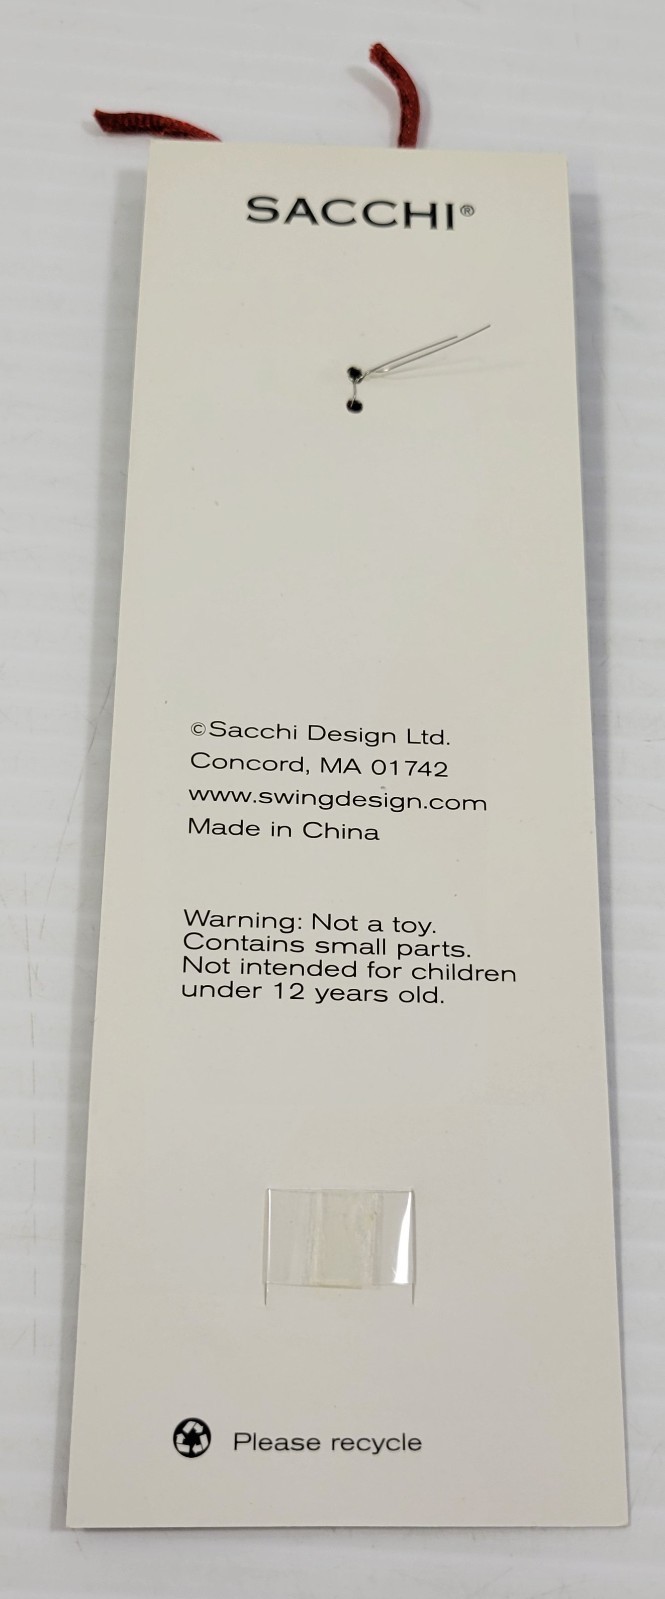 SACCHI®
©Sacchi Design Ltd.
Concord, MA 01742
www.swingdesign.com
Made in China
Warning: Not a toy.
Contains small parts.
Not intended for children
under 12 years old.
Please recycle